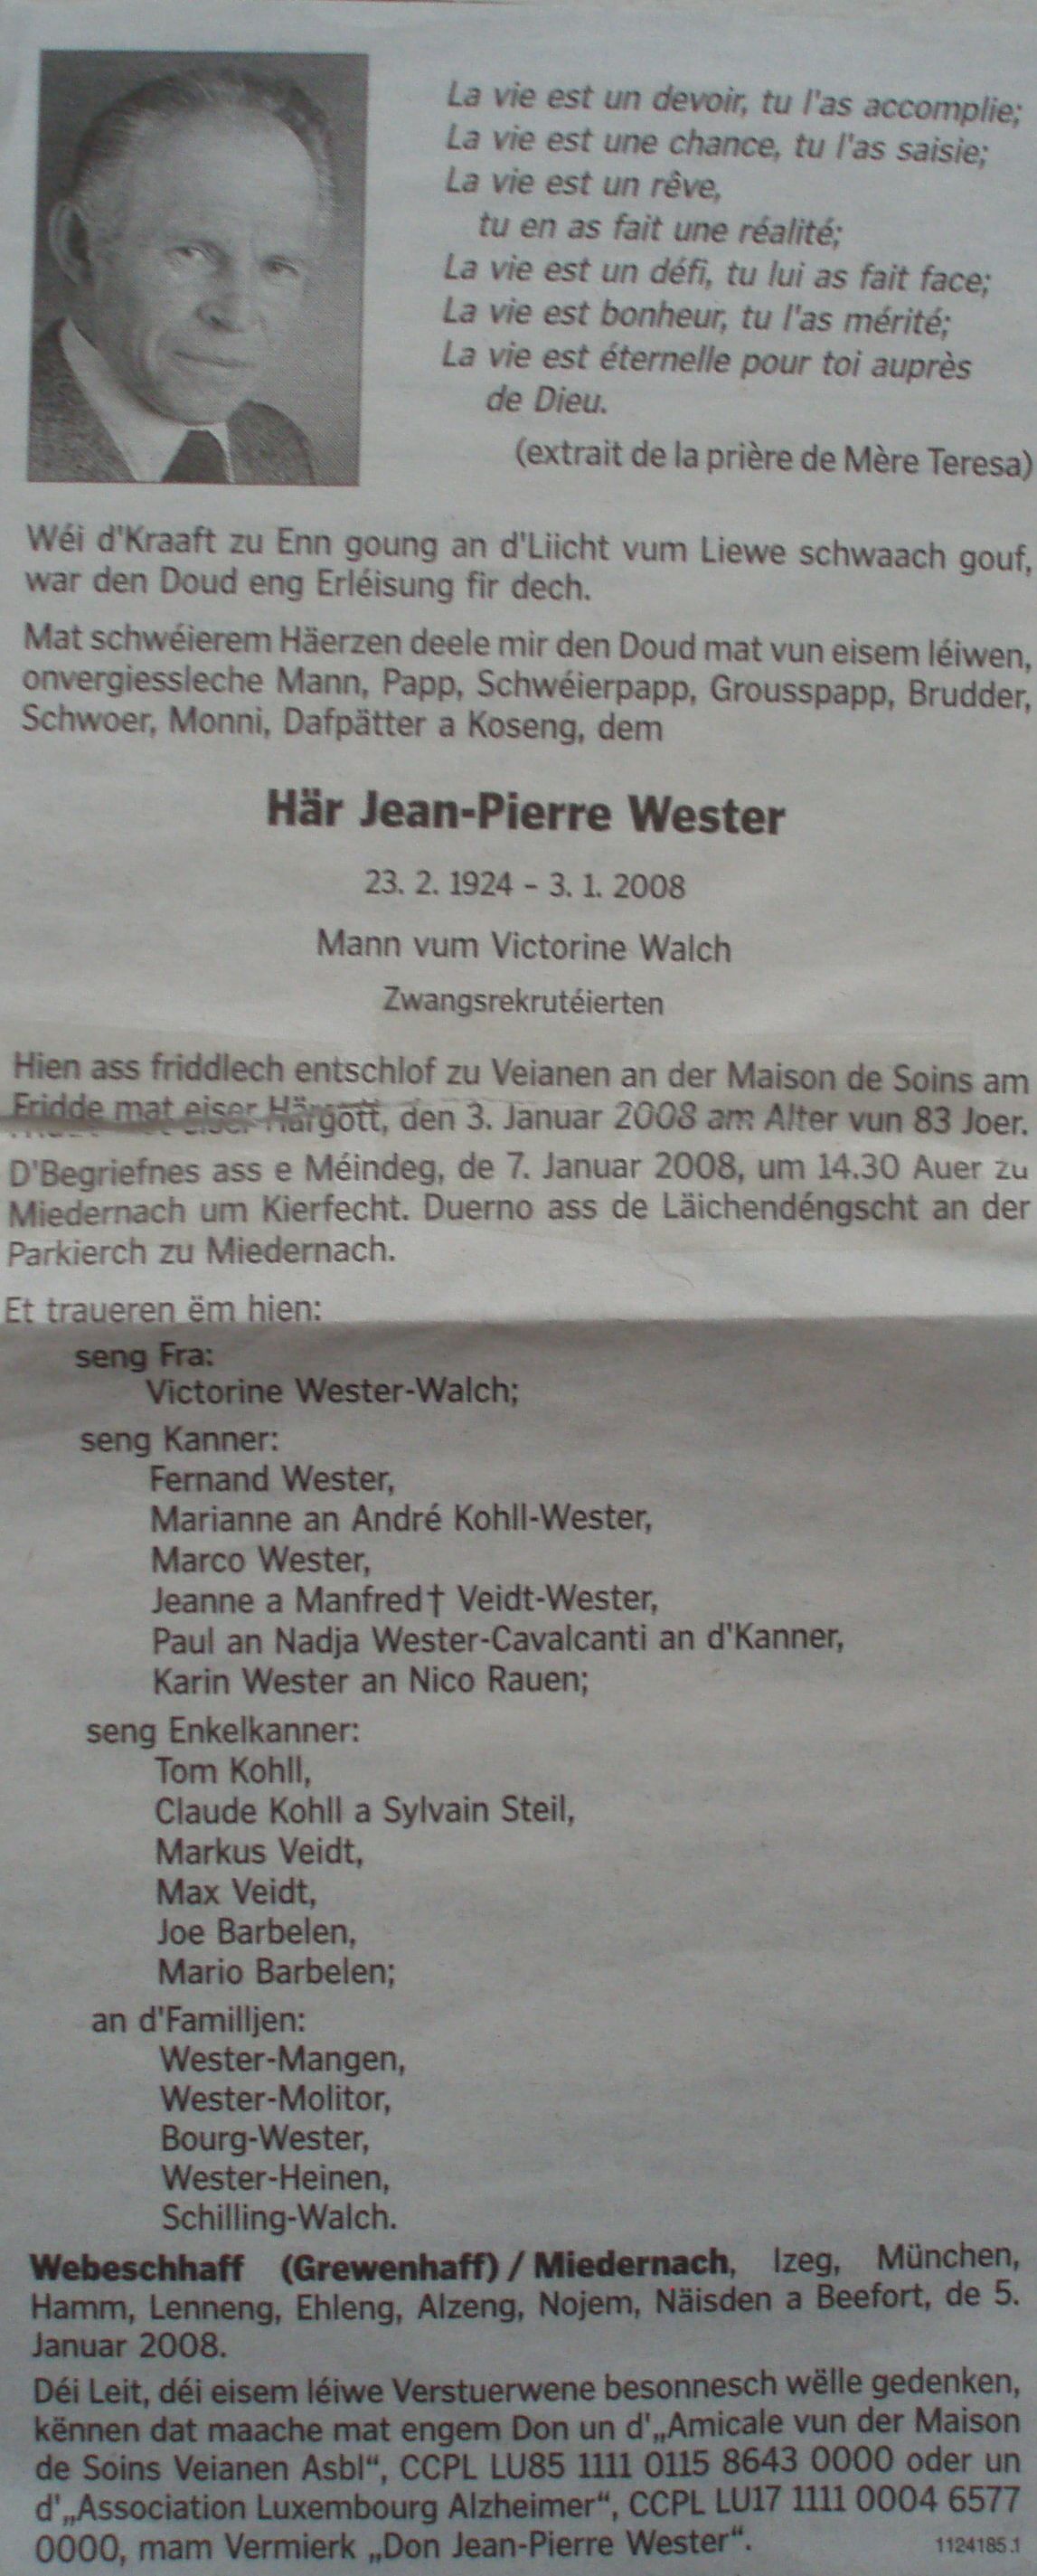 La vie est un devoir, tu l'as accomplie;
La vie est une chance, tu l'as saisie;
La vie est un rêve,
tu en as fait une réalité;
La vie est un défi, tu lui as fait face;
La vie est bonheur, tu l'as mérité;
La vie est éternelle pour toi auprès
de Dieu.
(extrait de la prière de Mère Teresa)
Wéi d'Kraaft zu Enn goung an d'Liicht vum Liewe schwaach gouf,
war den Doud eng Erléisung fir dech.
Mat schwéierem Häerzen deele mir den Doud mat vun eisem léiwen,
onvergiessleche Mann, Papp, Schwéierpapp, Grousspapp, Brudder,
Schwoer, Monni, Dafpätter a Koseng, dem
Här Jean-Pierre Wester
23. 2. 1924 - 3. 1. 2008
Mann vum Victorine Walch
Zwangsrekrutéierten
Hien ass friddlech entschlof zu Veianen an der Maison de Soins am
Fridde mat eiser Härgott, den 3. Januar 2008 am Alter vun 83 Joer.
D'Begriefnes ass e Méindeg, de 7. Januar 2008, um 14.30 Auer zu
Miedernach um Kierfecht. Duerno ass de Läichendéngscht an der
Parkierch zu Miedernach.
Et traueren ëm hien:
seng Fra:
Victorine Wester-Walch;
seng Kanner:
Fernand Wester,
Marianne an André Kohll-Wester,
Marco Wester,
Jeanne a Manfred† Veidt-Wester,
Paul an Nadja Wester-Cavalcanti an d'Kanner,
Karin Wester an Nico Rauen;
seng Enkelkanner:
Tom Kohll,
Claude Kohll a Sylvain Steil,
Markus Veidt,
Max Veidt,
Joe Barbelen,
Mario Barbelen;
an d'Familljen:
Wester-Mangen,
Wester-Molitor,
Bourg-Wester,
Wester-Heinen,
Schilling-Walch.
Webeschhaff (Grewenhaff) / Miedernach, Izeg, München,
Hamm, Lenneng, Ehleng, Alzeng, Nojem, Näisden a Beefort, de 5.
Januar 2008.
Déi Leit, déi eisem léiwe Verstuerwene besonnesch wëlle gedenken,
kënnen dat maache mat engem Don un d'„Amicale vun der Maison
de Soins Veianen Asbl“, CCPL LU85 1111 0115 8643 0000 oder un
d'„Association Luxembourg Alzheimer“, CCPL LU17 1111 0004 6577
0000, mam Vermierk „Don Jean-Pierre Wester“.
1124185.1